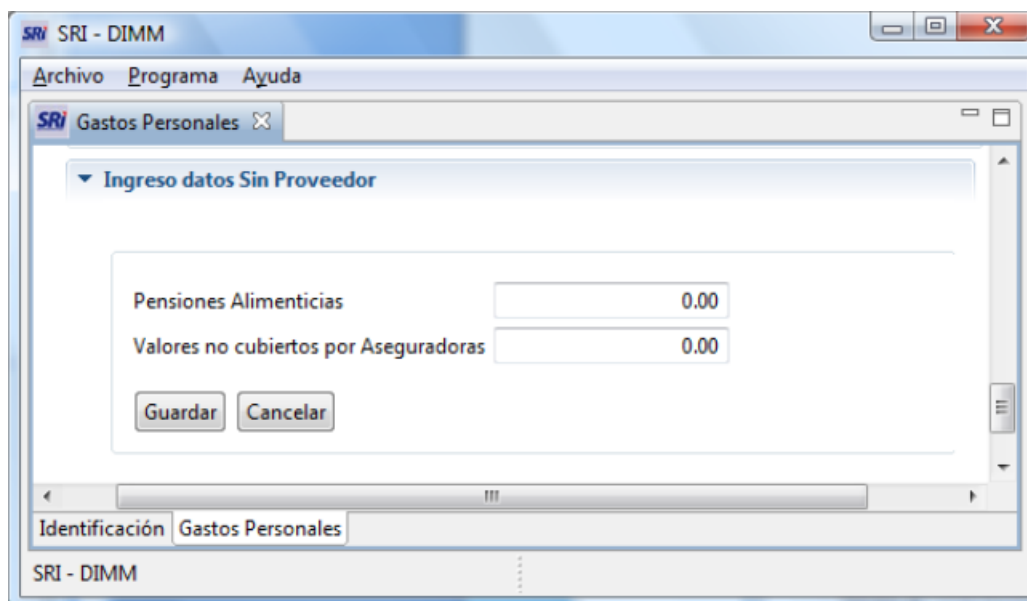 SRi SRI - DIMM
Archivo Programa Ayuda
SRi Gastos Personales
Ingreso datos Sin Proveedor
Pensiones Alimenticias 0.00
Valores no cubiertos por Aseguradoras 0.00
Guardar Cancelar
Identificación Gastos Personales
SRI - DIMM